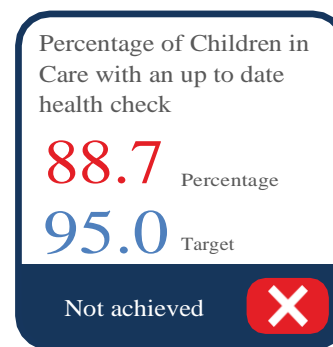 Percentage of Children in
Care with an up to date
health check
88.7 Percentage
95.0 Target
Not achieved